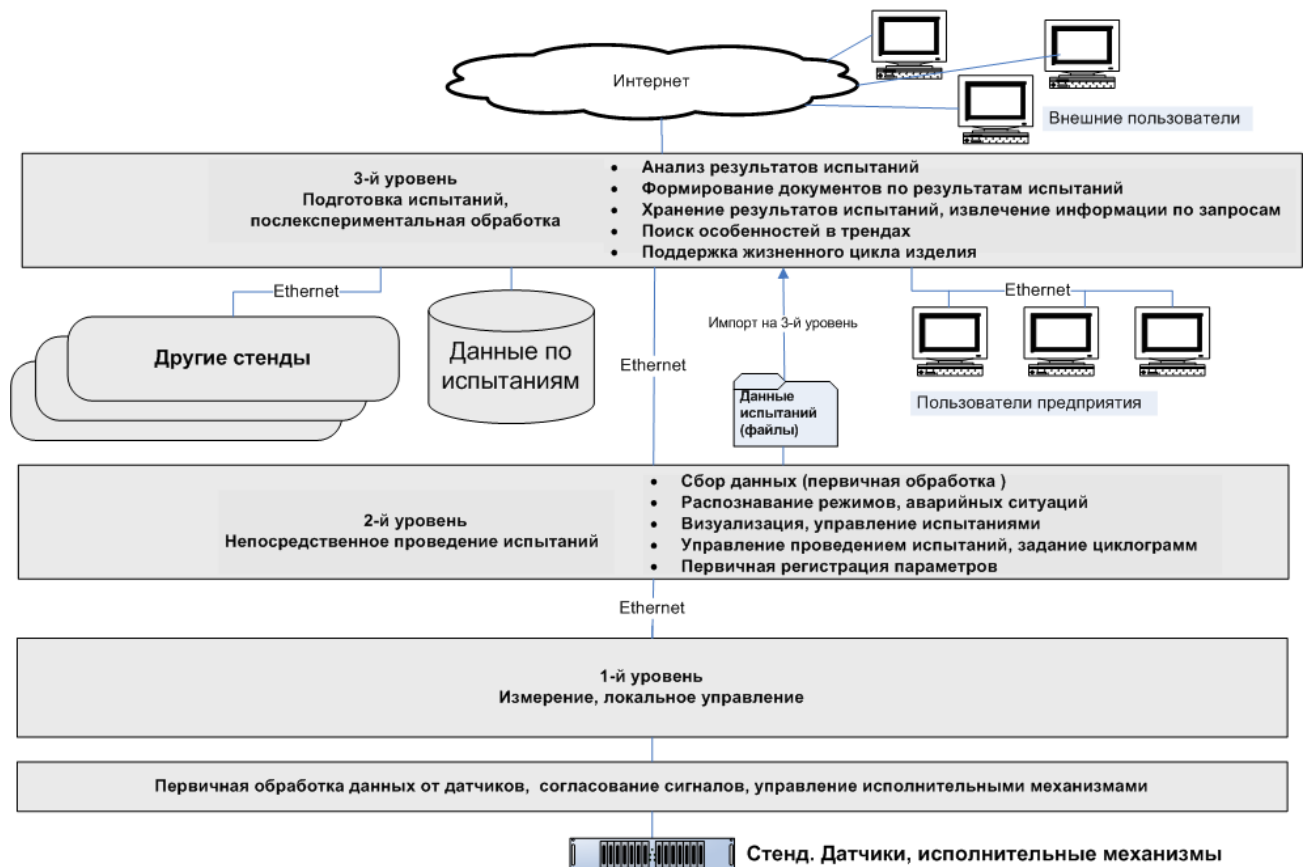 Интернет
Внешние пользователи
3-й уровень
Подготовка испытаний,
послекспериментальная обработка
• Анализ результатов испытаний
• Формирование документов по результатам испытаний
• Хранение результатов испытаний, извлечение информации по запросам
• Поиск особенностей в трендах
• Поддержка жизненного цикла изделия
Ethernet
Другие стенды
Данные по
испытаниям
Ethernet
Импорт на 3-й уровень
Данные
испытаний
(файлы)
Ethernet
Пользователи предприятия
2-й уровень
Непосредственное проведение испытаний
• Сбор данных (первичная обработка )
• Распознавание режимов, аварийных ситуаций
• Визуализация, управление испытаниями
• Управление проведением испытаний, задание циклограмм
• Первичная регистрация параметров
Ethernet
1-й уровень
Измерение, локальное управление
Первичная обработка данных от датчиков, согласование сигналов, управление исполнительными механизмами
Стенд. Датчики, исполнительные механизмы